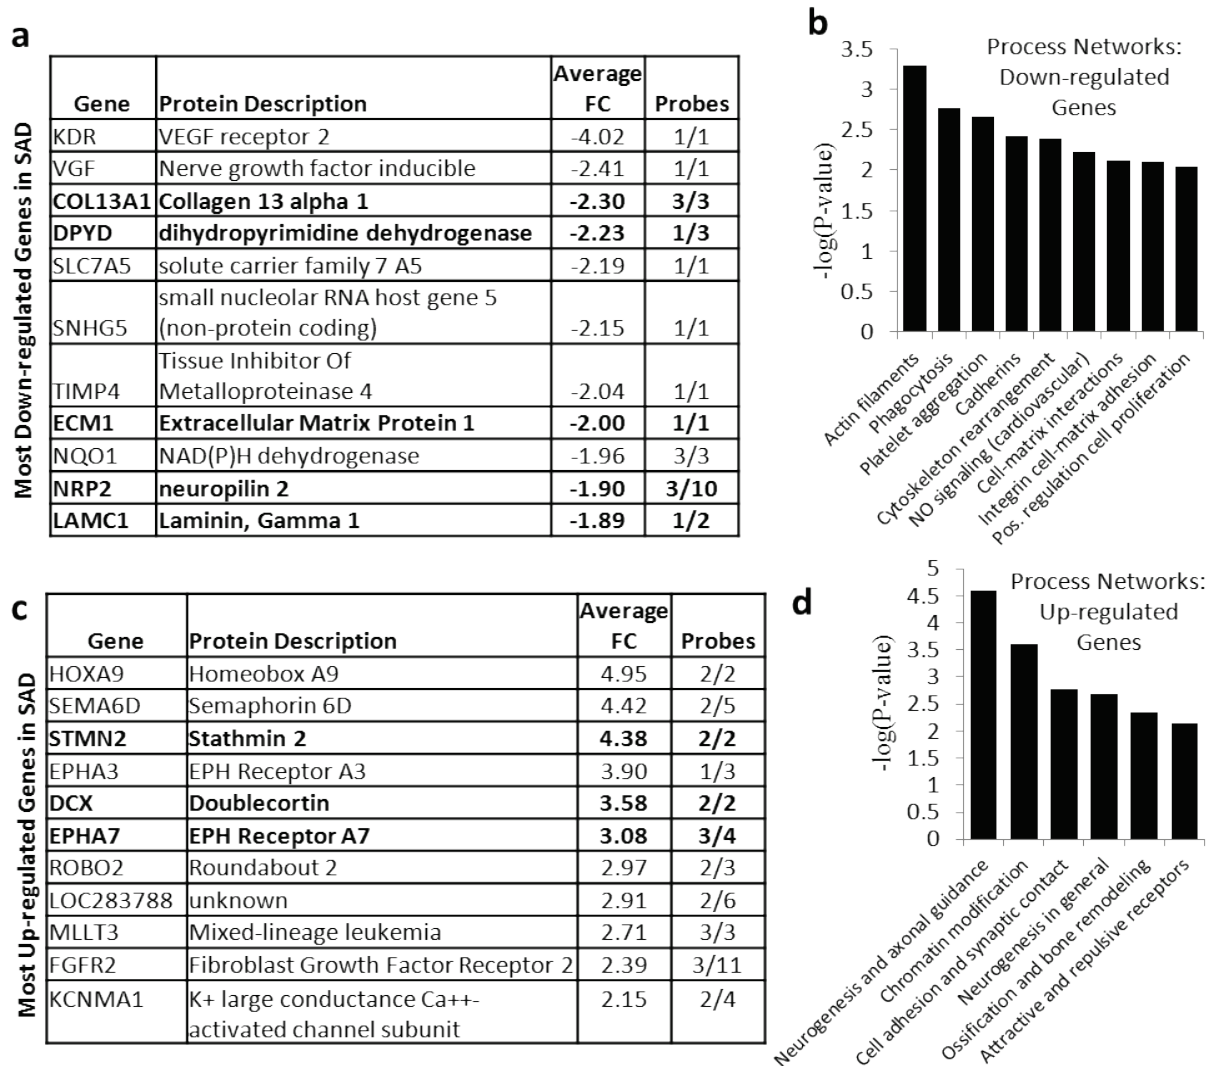 a
Most Down-regulated Genes in SAD
Gene Protein Description Average FC Probes
KDR VEGF receptor 2 -4.02 1/1
VGF Nerve growth factor inducible -2.41 1/1
COL13A1 Collagen 13 alpha 1 -2.30 3/3
DPYD dihydropyrimidine dehydrogenase -2.23 1/3
SLC7A5 solute carrier family 7 A5 -2.19 1/1
small nucleolar RNA host gene 5
SNHG5 (non-protein coding) -2.15 1/1
Tissue Inhibitor Of
TIMP4 Metalloproteinase 4 -2.04 1/1
ECM1 Extracellular Matrix Protein 1 -2.00 1/1
NQO1 NAD(P)H dehydrogenase -1.96 3/3
NRP2 neuropilin 2 -1.90 3/10
LAMC1 Laminin, Gamma 1 -1.89 1/2
b
Process Networks:
Down-regulated
Genes
-log(P-value)
3.5
3
2.5
2
1.5
1
0.5
0
Actin filaments
Phagocytosis
Platelet aggregation
Cadherins
Cytoskeleton rearrangement
NO signaling (cardiovascular)
Cell-matrix interactions
Integrin cell-matrix adhesion
Pos. regulation cell proliferation
c
Most Up-regulated Genes in SAD
Gene Protein Description Average FC Probes
HOXA9 Homeobox A9 4.95 2/2
SEMA6D Semaphorin 6D 4.42 2/5
STMN2 Stathmin 2 4.38 2/2
EPHA3 EPH Receptor A3 3.90 1/3
DCX Doublecortin 3.58 2/2
EPHA7 EPH Receptor A7 3.08 3/4
ROBO2 Roundabout 2 2.97 2/3
LOC283788 unknown 2.91 2/6
MLLT3 Mixed-lineage leukemia 2.71 3/3
FGFR2 Fibroblast Growth Factor Receptor 2 2.39 3/11
KCNMA1 K+ large conductance Ca++- 2.15 2/4
activated channel subunit
d
Process Networks:
Up-regulated
Genes
-log(P-value)
5
4.5
4
3.5
3
2.5
2
1.5
1
0.5
0
Neurogenesis and axonal guidance
Chromatin modification
Cell adhesion and synaptic contact
Neurogenesis in general
Ossification and bone remodeling
Attractive and repulsive receptors